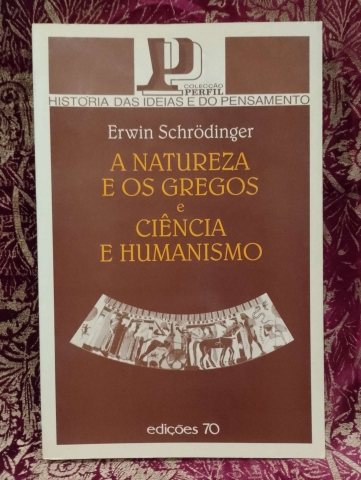 P
COLECÇÃO
PERFIL
HISTÓRIA DAS IDEIAS E DO PENSAMENTO
Erwin Schrödinger
A NATUREZA
E OS GREGOS
e
CIÊNCIA
E HUMANISMO
edições 70